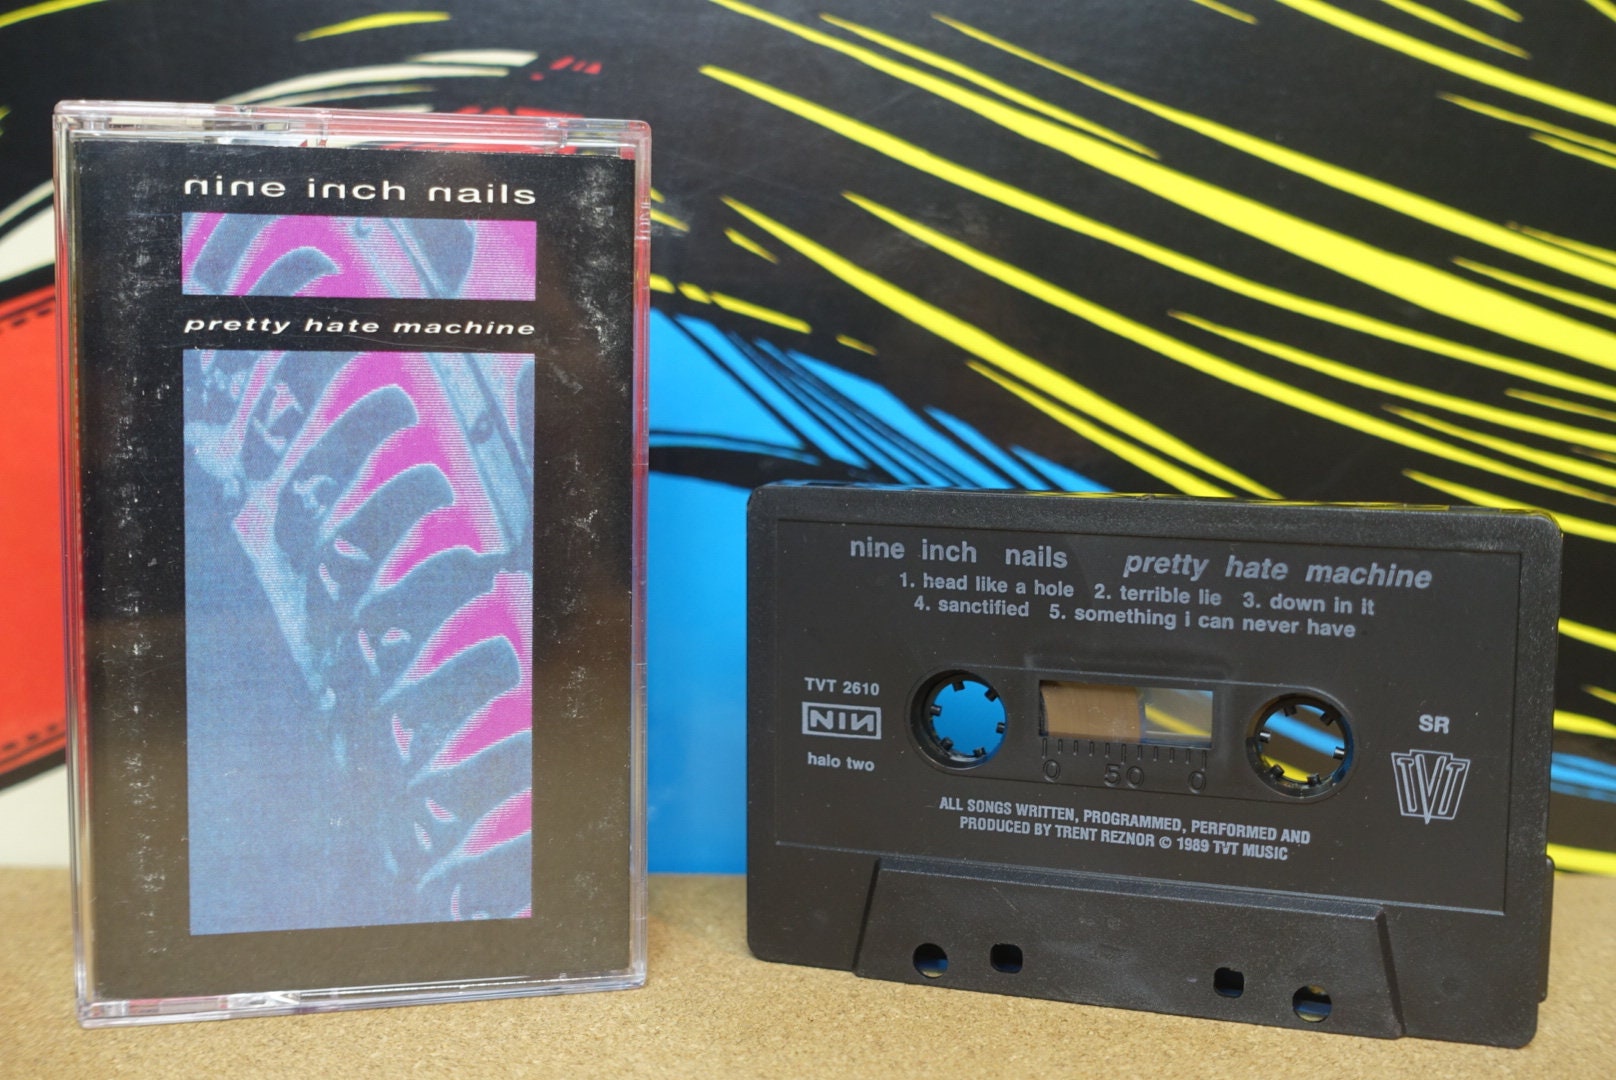 nine inch nails
pretty hate machine
nine inch nails pretty hate machine
1. head like a hole 2. terrible lie 3. down in it
4. sanctified 5. something i can never have
TVT 2610
NIN
halo two
SR
TVT
0 50 0
ALL SONGS WRITTEN, PROGRAMMED, PERFORMED AND
PRODUCED BY TRENT REZNOR © 1989 TVT MUSIC